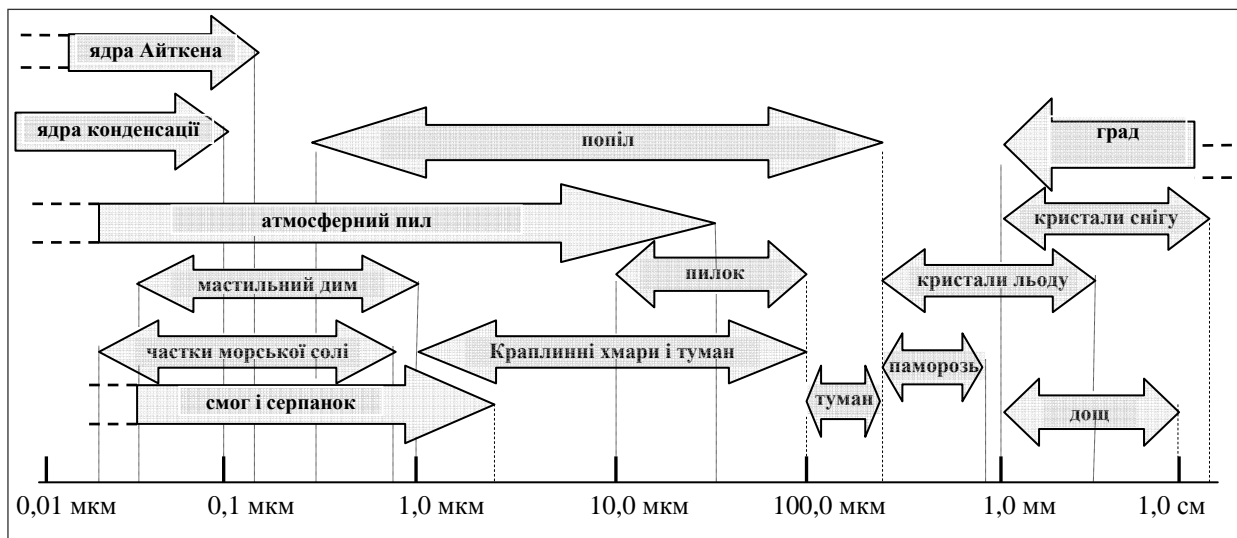 ядра Айткена
ядра конденсації
попіл
град
атмосферний пил
кристали снігу
мастильний дим
пилок
кристали льоду
частки морської солі
Краплинні хмари і туман
паморозь
смог і серпанок
туман
дощ
0,01 мкм 0,1 мкм 1,0 мкм 10,0 мкм 100,0 мкм 1,0 мм 1,0 см